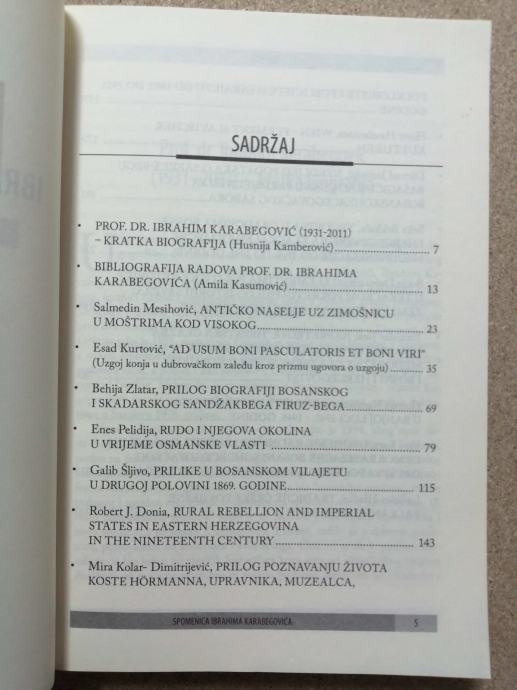 SADRŽAJ
• PROF. DR. IBRAHIM KARABEGOVIĆ (1931-2011)
– KRATKA BIOGRAFIJA (Husnija Kamberović) 7
• BIBLIOGRAFIJA RADOVA PROF. DR. IBRAHIMA
KARABEGOVIĆA (Amila Kasumović) 13
• Salmedin Mesihović, ANTIČKO NASELJE UZ ZIMOŠNICU
U MOŠTRIMA KOD VISOKOG 23
• Esad Kurtović, "AD USUM BONI PASCULATORIS ET BONI VIRI"
(Uzgoj konja u dubrovačkom zaleđu kroz prizmu ugovora o uzgoju) 35
• Behija Zlatar, PRILOG BIOGRAFIJI BOSANSKOG
I SKADARSKOG SANDŽAKBEGA FIRUZ-BEGA 69
• Enes Pelidija, RUDO I NJEGOVA OKOLINA
U VRIJEME OSMANSKE VLASTI 79
• Galib Šljivo, PRILIKE U BOSANSKOM VILAJETU
U DRUGOJ POLOVINI 1869. GODINE 115
• Robert J. Donia, RURAL REBELLION AND IMPERIAL
STATES IN EASTERN HERZEGOVINA
IN THE NINETEENTH CENTURY 143
• Mira Kolar- Dimitrijević, PRILOG POZNAVANJU ŽIVOTA
KOSTE HÖRMANNA, UPRAVNIKA, MUZEALCA,
SPOMENICA IBRAHIMA KARABEGOVIĆA 5